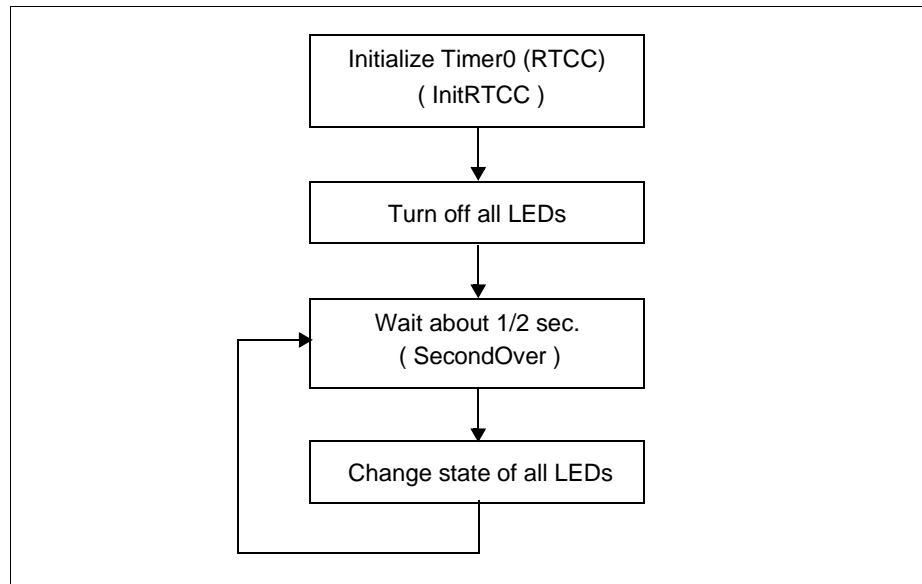 Initialize Timer0 (RTCC)
( InitRTCC )
Turn off all LEDs
Wait about 1/2 sec.
( SecondOver )
Change state of all LEDs